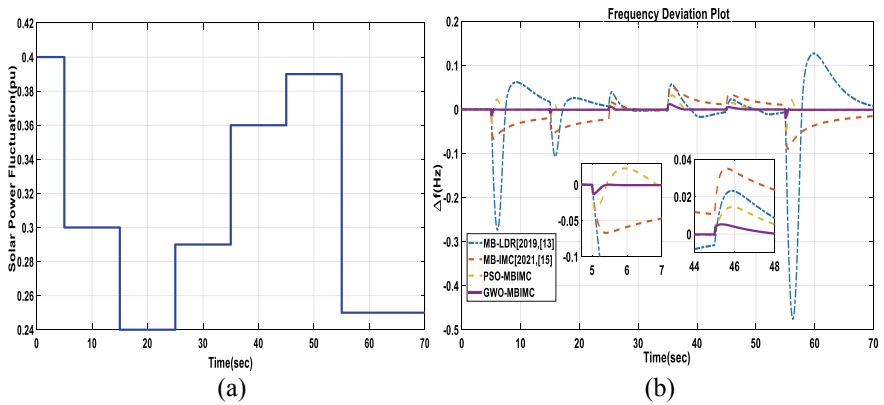 Frequency Deviation Plot
Solar Power Fluctuation(pu)
0.42
0.4
0.38
0.36
0.34
0.32
0.3
0.28
0.26
0.24
0 10 20 30 40 50 60 70
Time(sec)
(a)
Δf(Hz)
0.2
0.1
0
-0.1
-0.2
-0.3
-0.4
-0.5
0
-0.05
-0.1
5 6 7
0.04
0.02
0
44 46 48
MB-LDR[2019,[13]
MB-IMC[2021,[15]
PSO-MBIMC
GWO-MBIMC
0 10 20 30 40 50 60 70
Time(sec)
(b)